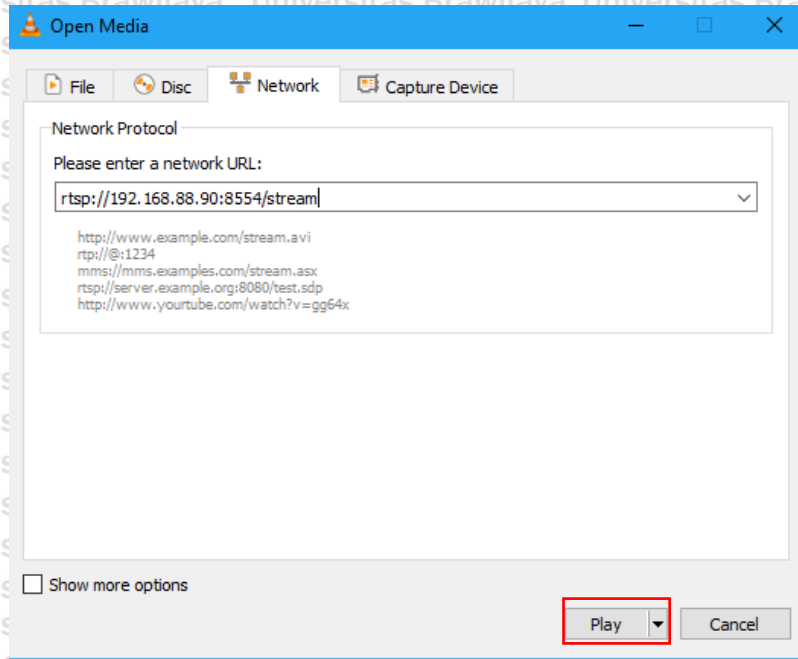 Open Media
File Disc Network Capture Device
Network Protocol
Please enter a network URL:
rtsp://192.168.88.90:8554/stream
http://www.example.com/stream.avi
rtp://@:1234
mms://mms.examples.com/stream.asx
rtsp://server.example.org:8080/test.sdp
http://www.yourtube.com/watch?v=gg64x
Show more options
Play Cancel